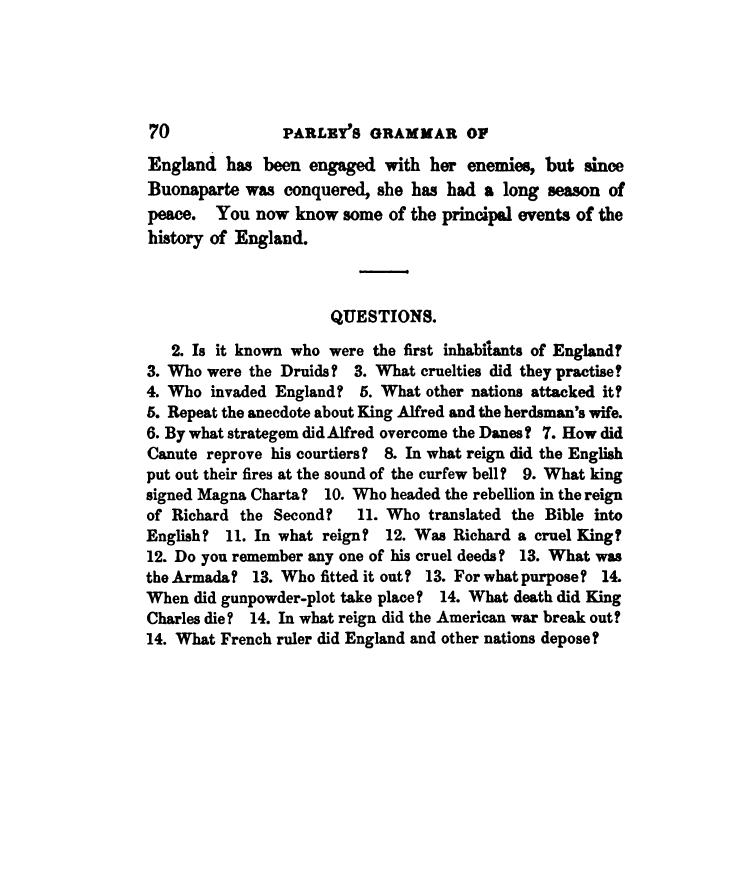 70 PARLEY'S GRAMMAR OF
England has been engaged with her enemies, but since
Buonaparte was conquered, she has had a long season of
peace. You now know some of the principal events of the
history of England.
QUESTIONS.
2. Is it known who were the first inhabitants of England?
3. Who were the Druids? 3. What cruelties did they practise?
4. Who invaded England? 5. What other nations attacked it?
5. Repeat the anecdote about King Alfred and the herdsman's wife.
6. By what strategem did Alfred overcome the Danes? 7. How did
Canute reprove his courtiers? 8. In what reign did the English
put out their fires at the sound of the curfew bell? 9. What king
signed Magna Charta? 10. Who headed the rebellion in the reign
of Richard the Second? 11. Who translated the Bible into
English? 11. In what reign? 12. Was Richard a cruel King?
12. Do you remember any one of his cruel deeds? 13. What was
the Armada? 13. Who fitted it out? 13. For what purpose? 14.
When did gunpowder-plot take place? 14. What death did King
Charles die? 14. In what reign did the American war break out?
14. What French ruler did England and other nations depose?